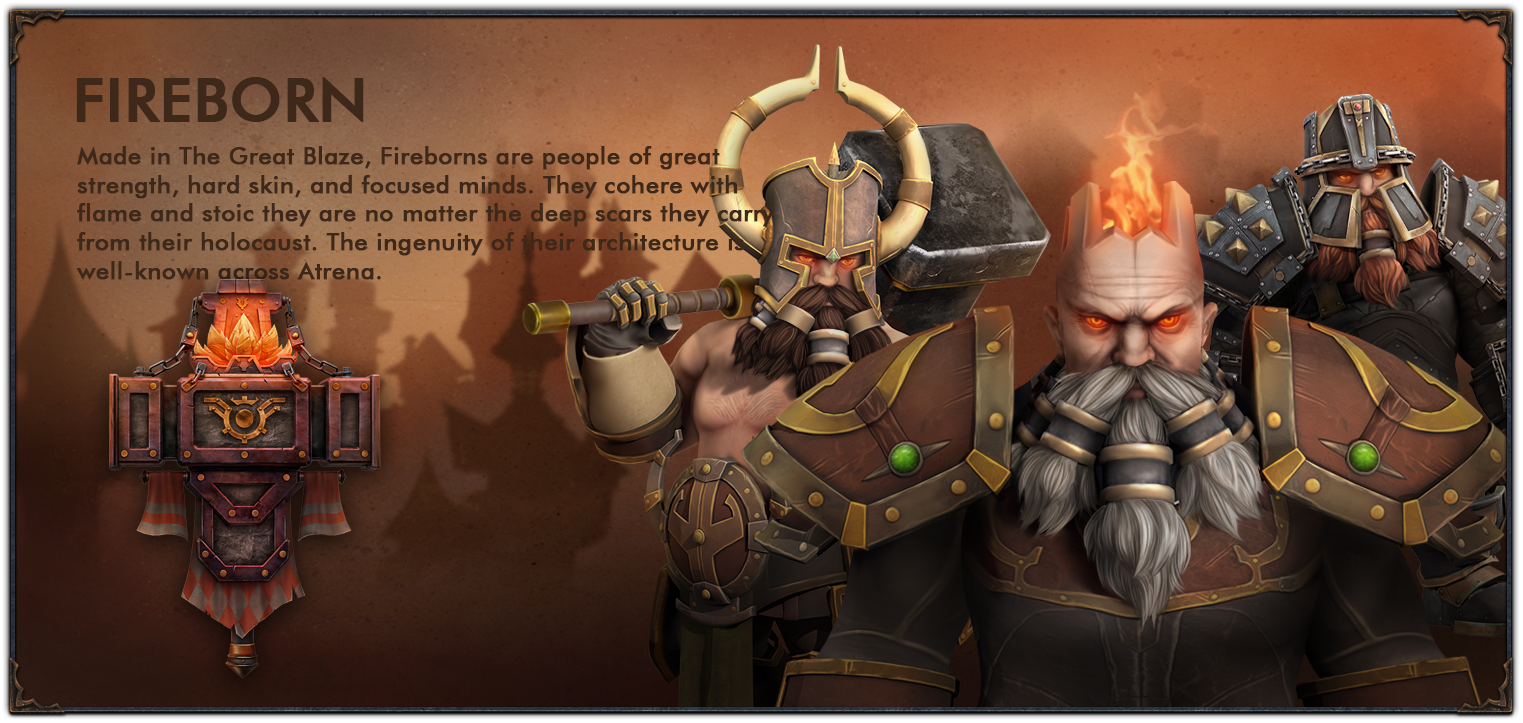 FIREBORN
Made in The Great Blaze, Fireborns are people of great
strength, hard skin, and focused minds. They cohere with
flame and stoic they are no matter the deep scars they carry
from their holocaust. The ingenuity of their architecture is
well-known across Atrena.